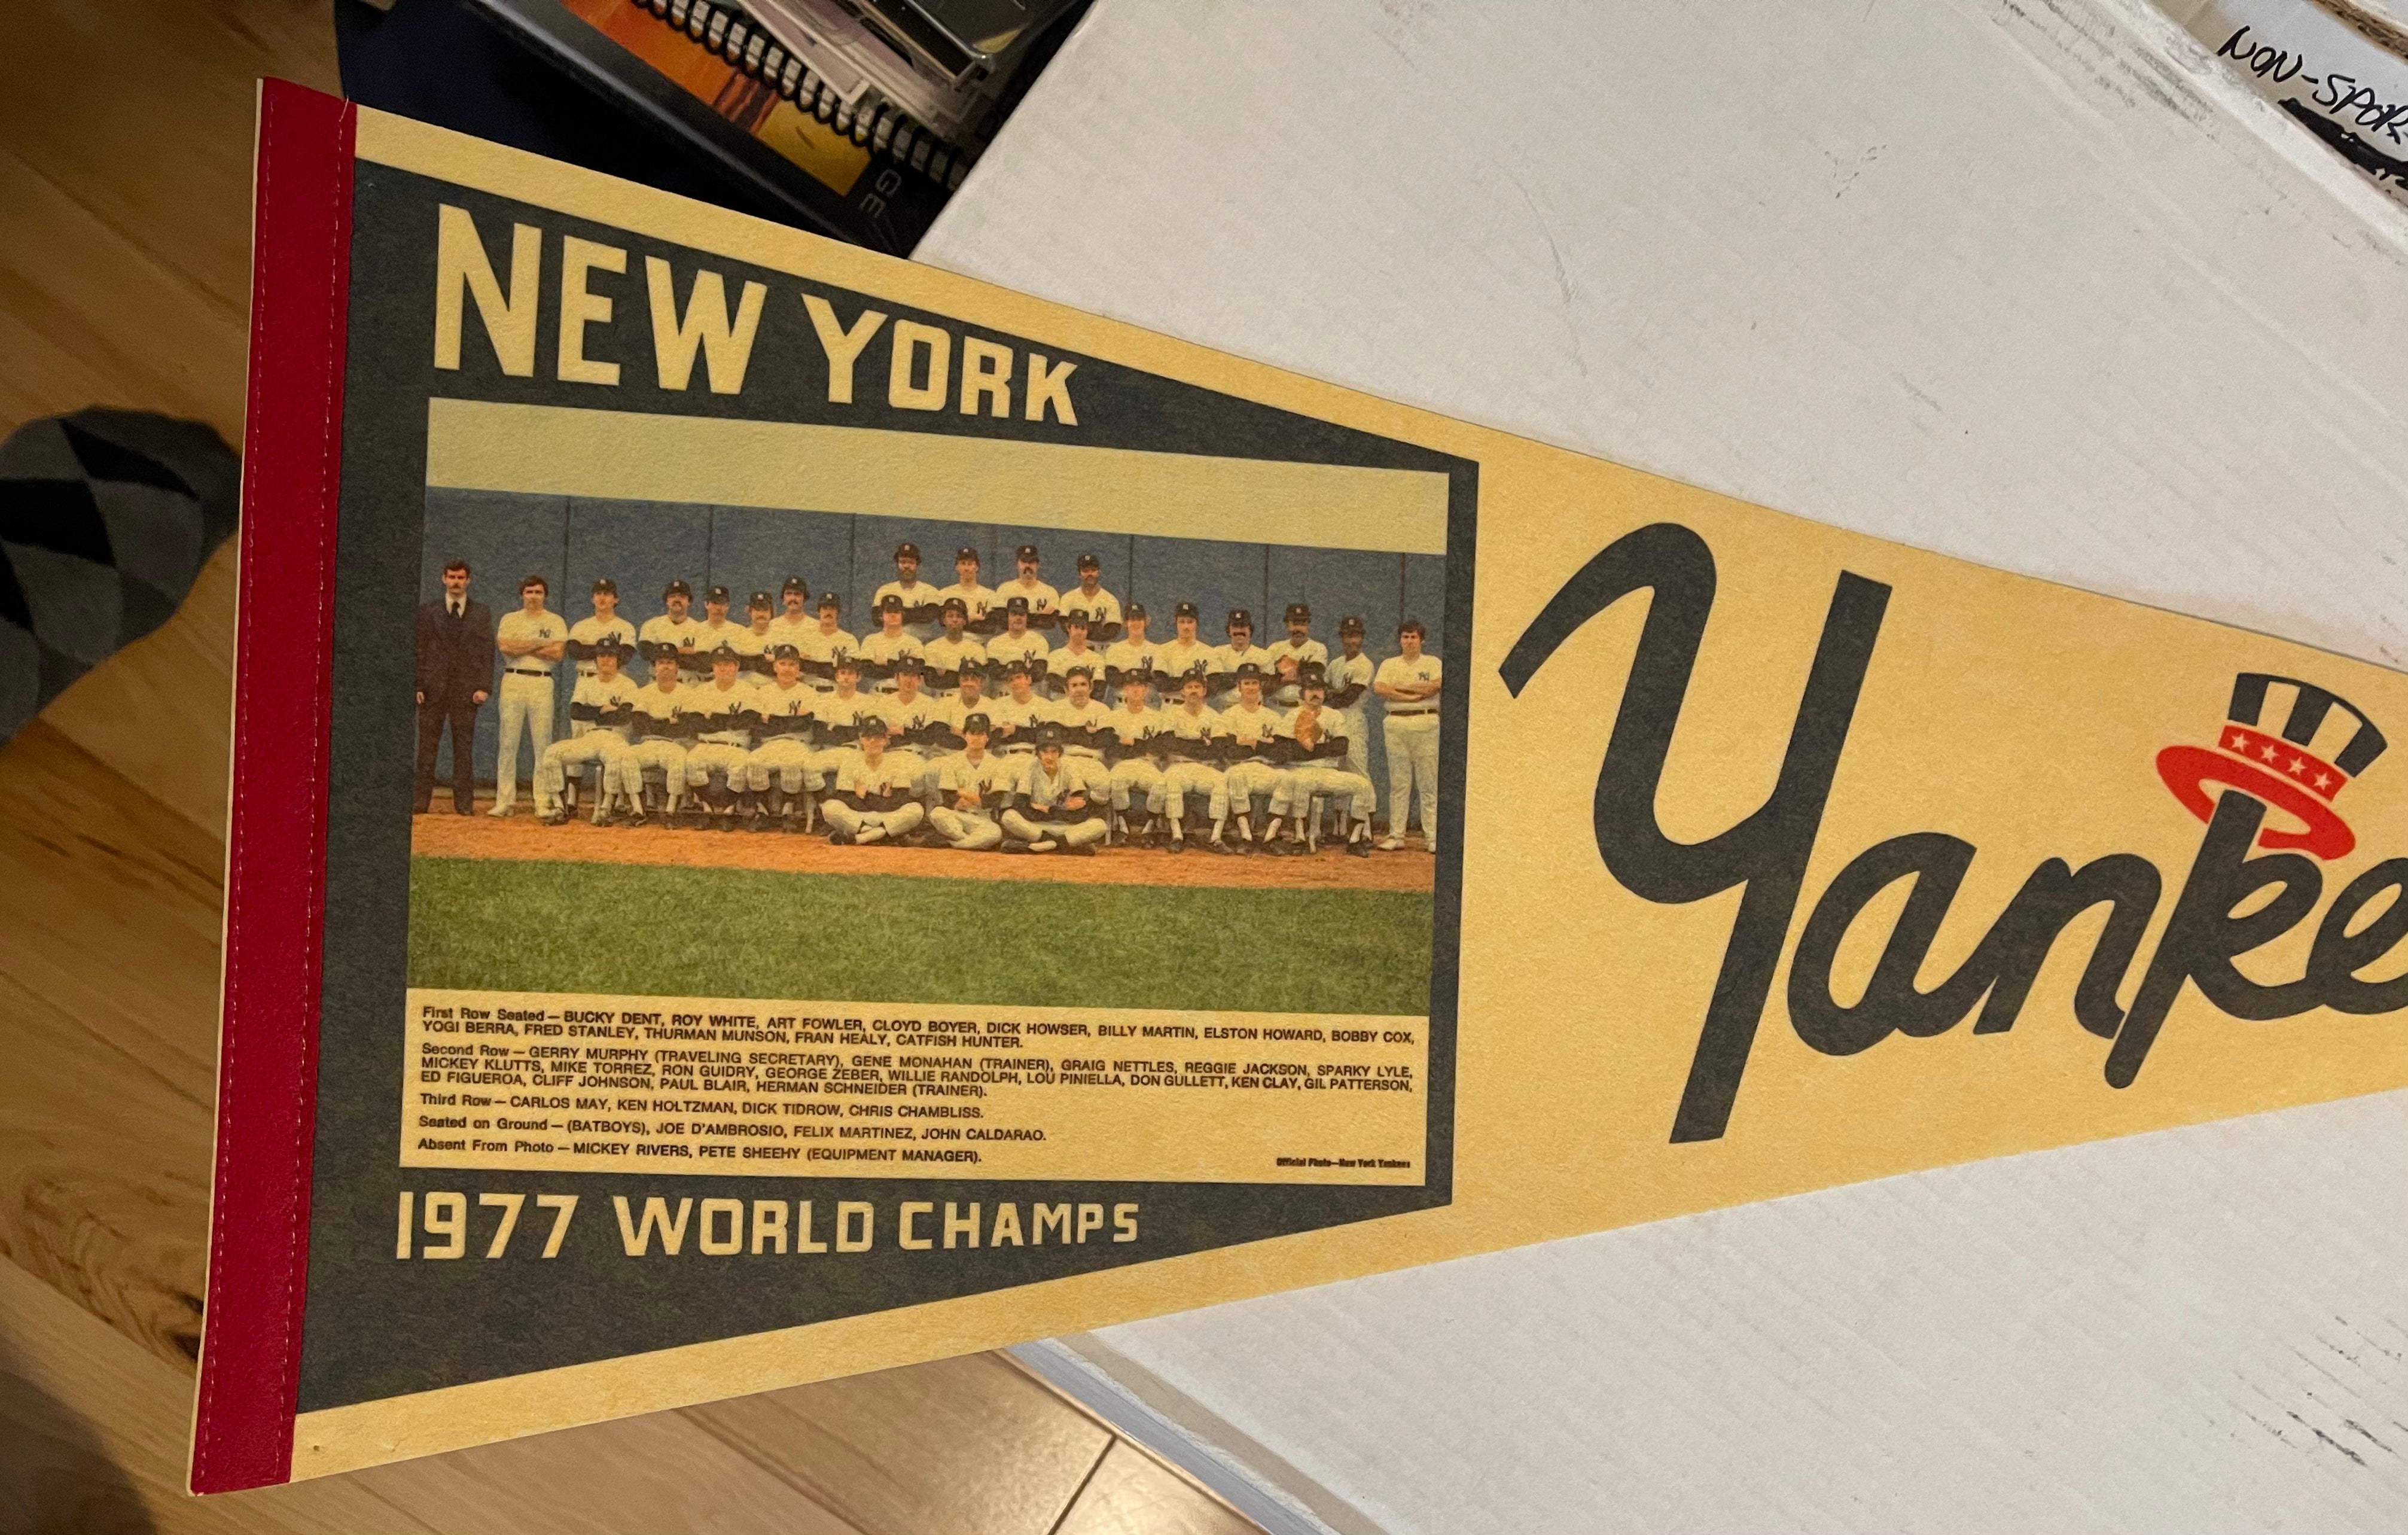 NON-SPOR
GE
NEW YORK
Yankee
First Row Seated — BUCKY DENT, ROY WHITE, ART FOWLER, CLOYD BOYER, DICK HOWSER, BILLY MARTIN, ELSTON HOWARD, BOBBY COX,
YOGI BERRA, FRED STANLEY, THURMAN MUNSON, FRAN HEALY, CATFISH HUNTER.
Second Row — GERRY MURPHY (TRAVELING SECRETARY), GENE MONAHAN (TRAINER), GRAIG NETTLES, REGGIE JACKSON, SPARKY LYLE,
MICKEY KLUTTS, MIKE TORREZ, RON GUIDRY, GEORGE ZEBER, WILLIE RANDOLPH, LOU PINIELLA, DON GULLETT, KEN CLAY, GIL PATTERSON,
ED FIGUEROA, CLIFF JOHNSON, PAUL BLAIR, HERMAN SCHNEIDER (TRAINER).
Third Row — CARLOS MAY, KEN HOLTZMAN, DICK TIDROW, CHRIS CHAMBLISS.
Seated on Ground — (BATBOYS), JOE D'AMBROSIO, FELIX MARTINEZ, JOHN CALDARAO.
Absent From Photo — MICKEY RIVERS, PETE SHEEHY (EQUIPMENT MANAGER).
Official Photo—New York Yankees
1977 WORLD CHAMPS